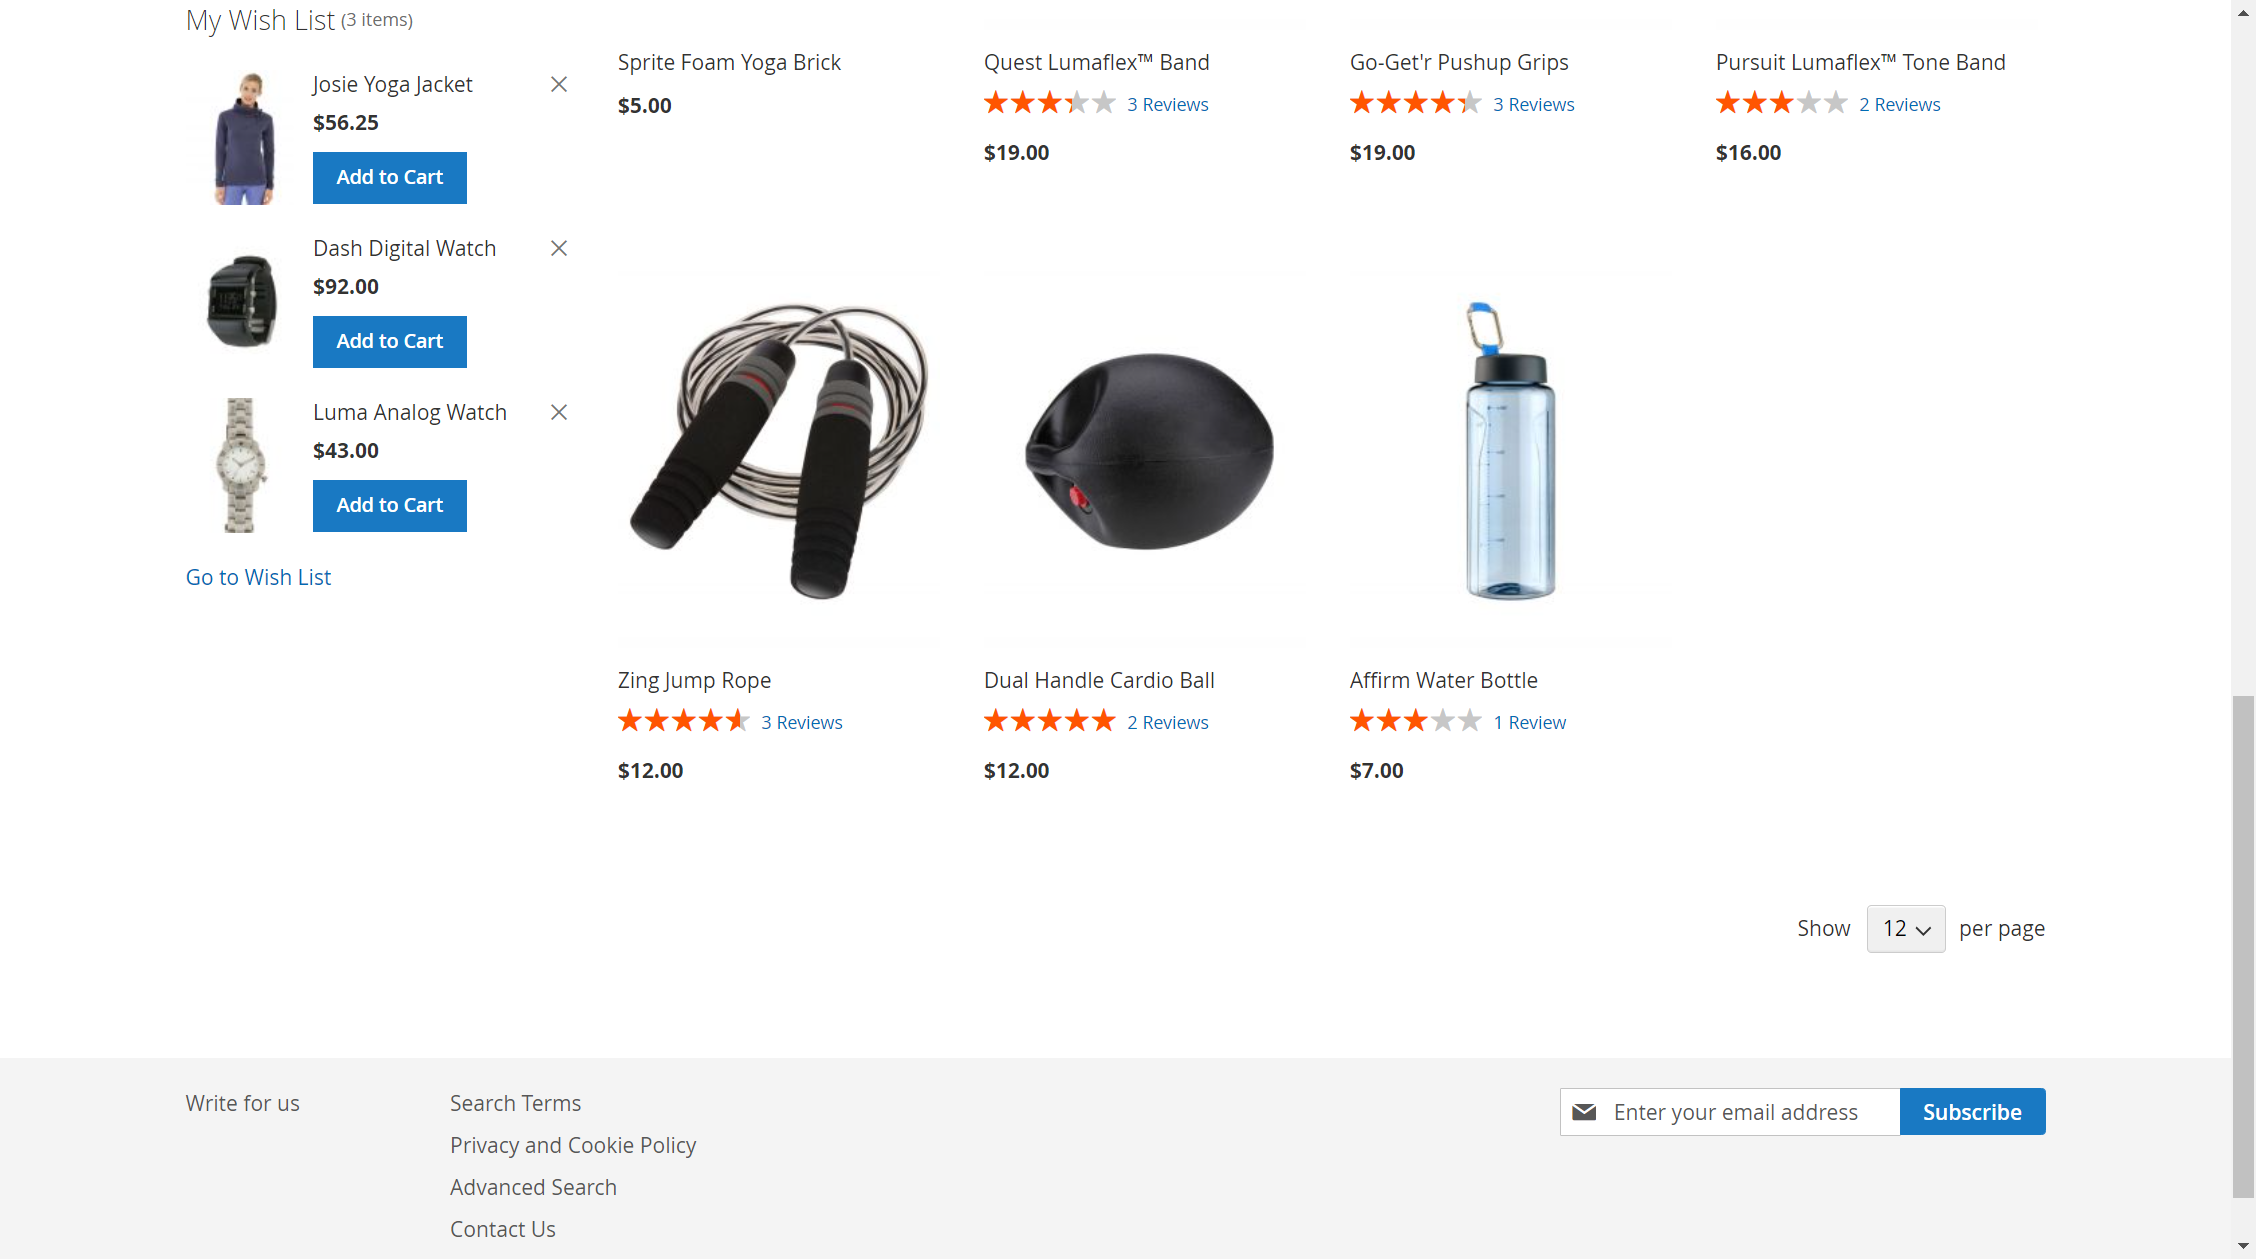 My Wish List (3 items)
Josie Yoga Jacket
$56.25
Add to Cart
Dash Digital Watch
$92.00
Add to Cart
Luma Analog Watch
$43.00
Add to Cart
Go to Wish List
Sprite Foam Yoga Brick
$5.00
Quest Lumaflex™ Band
3 Reviews
$19.00
Go-Get'r Pushup Grips
3 Reviews
$19.00
Pursuit Lumaflex™ Tone Band
2 Reviews
$16.00
Zing Jump Rope
3 Reviews
$12.00
Dual Handle Cardio Ball
2 Reviews
$12.00
Affirm Water Bottle
1 Review
$7.00
Show 12 per page
Write for us
Search Terms
Privacy and Cookie Policy
Advanced Search
Contact Us
Enter your email address
Subscribe